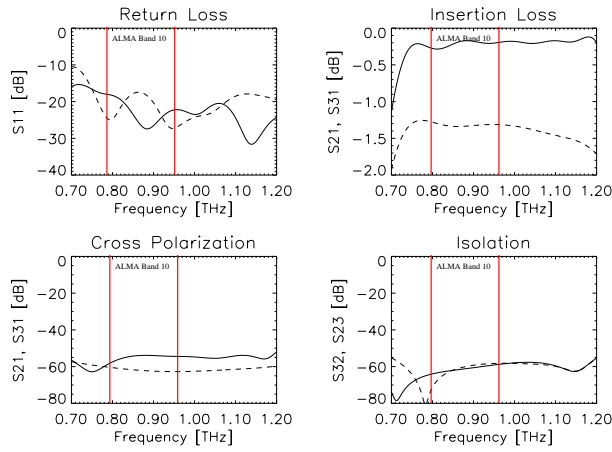 Return Loss
ALMA Band 10
0
−10
−20
−30
−40
S11 [dB]
0.70 0.80 0.90 1.00 1.10 1.20
Frequency [THz]
Insertion Loss
ALMA Band 10
0.0
−0.5
−1.0
−1.5
−2.0
S21, S31 [dB]
0.70 0.80 0.90 1.00 1.10 1.20
Frequency [THz]
Cross Polarization
ALMA Band 10
0
−20
−40
−60
−80
S21, S31 [dB]
0.70 0.80 0.90 1.00 1.10 1.20
Frequency [THz]
Isolation
ALMA Band 10
0
−20
−40
−60
−80
S32, S23 [dB]
0.70 0.80 0.90 1.00 1.10 1.20
Frequency [THz]